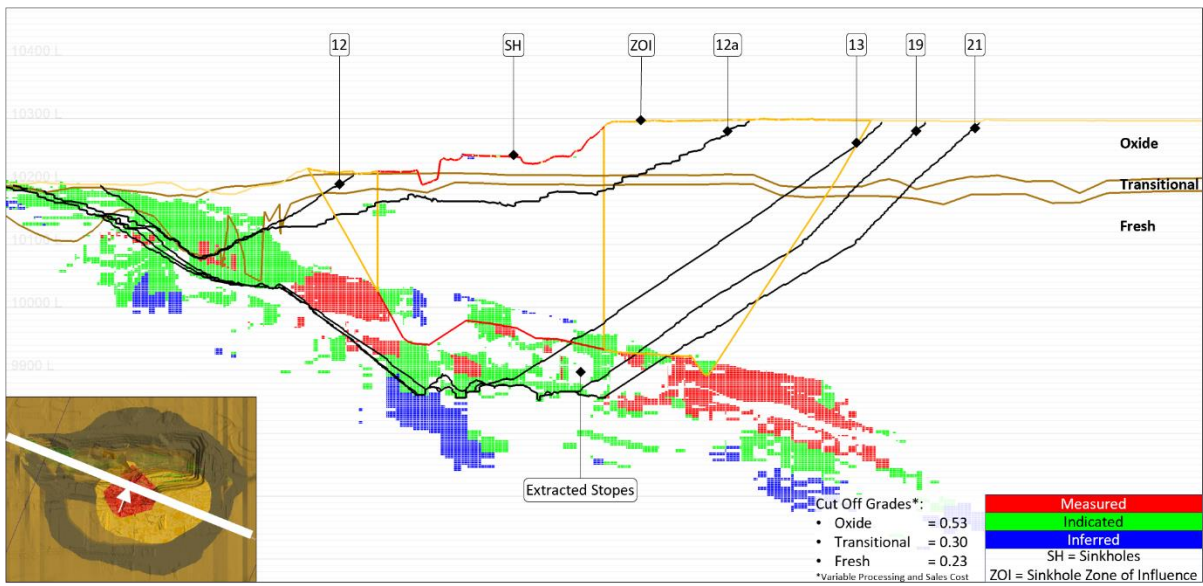 12 SH ZOI 12a 13 19 21
10400 L
10300 L
Oxide
10200 L
Transitional
Fresh
10100 L
10000 L
9900 L
Extracted Stopes
Cut Off Grades*:
• Oxide = 0.53
• Transitional = 0.30
• Fresh = 0.23
*Variable Processing and Sales Cost
Measured
Indicated
Inferred
SH = Sinkholes
ZOI = Sinkhole Zone of Influence